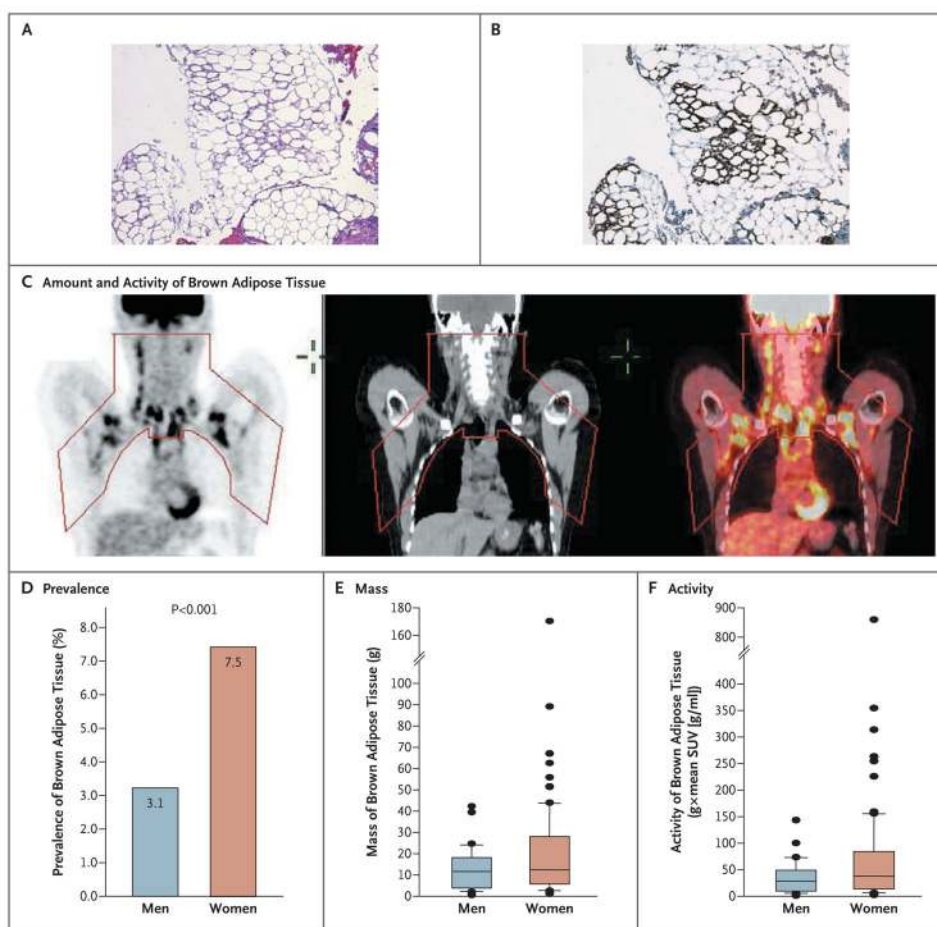 A
B
C Amount and Activity of Brown Adipose Tissue
D Prevalence
P<0.001
Prevalence of Brown Adipose Tissue (%)
8.0
7.0
6.0
5.0
4.0
3.0
2.0
1.0
0.0
3.1
7.5
Men Women
E Mass
Mass of Brown Adipose Tissue (g)
180
160
100
90
80
70
60
50
40
30
20
10
0
Men Women
F Activity
Activity of Brown Adipose Tissue
(g×mean SUV [g/ml])
900
800
400
350
300
250
200
150
100
50
0
Men Women